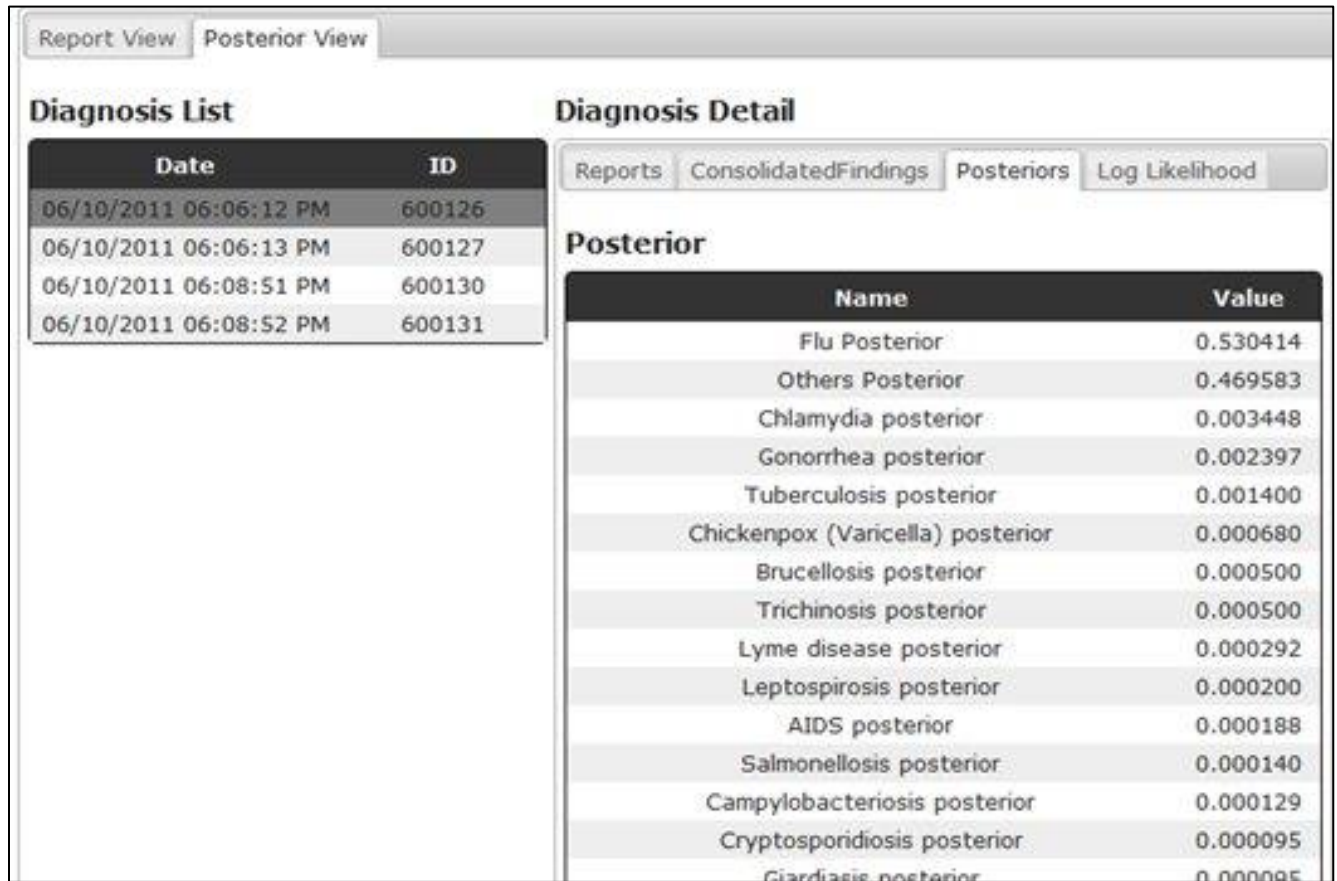 Report View Posterior View
Diagnosis List
Date ID
06/10/2011 06:06:12 PM 600126
06/10/2011 06:06:13 PM 600127
06/10/2011 06:08:51 PM 600130
06/10/2011 06:08:52 PM 600131
Diagnosis Detail
Reports ConsolidatedFindings Posteriors Log Likelihood
Posterior
Name Value
Flu Posterior 0.530414
Others Posterior 0.469583
Chlamydia posterior 0.003448
Gonorrhea posterior 0.002397
Tuberculosis posterior 0.001400
Chickenpox (Varicella) posterior 0.000680
Brucellosis posterior 0.000500
Trichinosis posterior 0.000500
Lyme disease posterior 0.000292
Leptospirosis posterior 0.000200
AIDS posterior 0.000188
Salmonellosis posterior 0.000140
Campylobacteriosis posterior 0.000129
Cryptosporidiosis posterior 0.000095
Giardiasis posterior 0.000095